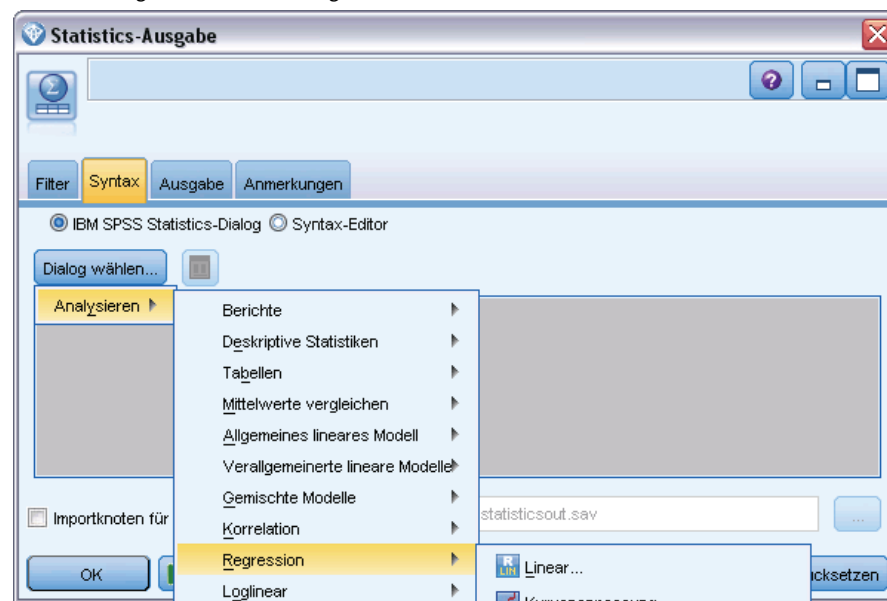 Statistics-Ausgabe
Filter Syntax Ausgabe Anmerkungen
IBM SPSS Statistics-Dialog Syntax-Editor
Dialog wählen...
Analysieren
Berichte
Deskriptive Statistiken
Tabellen
Mittelwerte vergleichen
Allgemeines lineares Modell
Verallgemeinerte lineare Modelle
Gemischte Modelle
Importknoten für statisticsout.sav ...
Korrelation
Regression
Linear...
OK
Loglinear